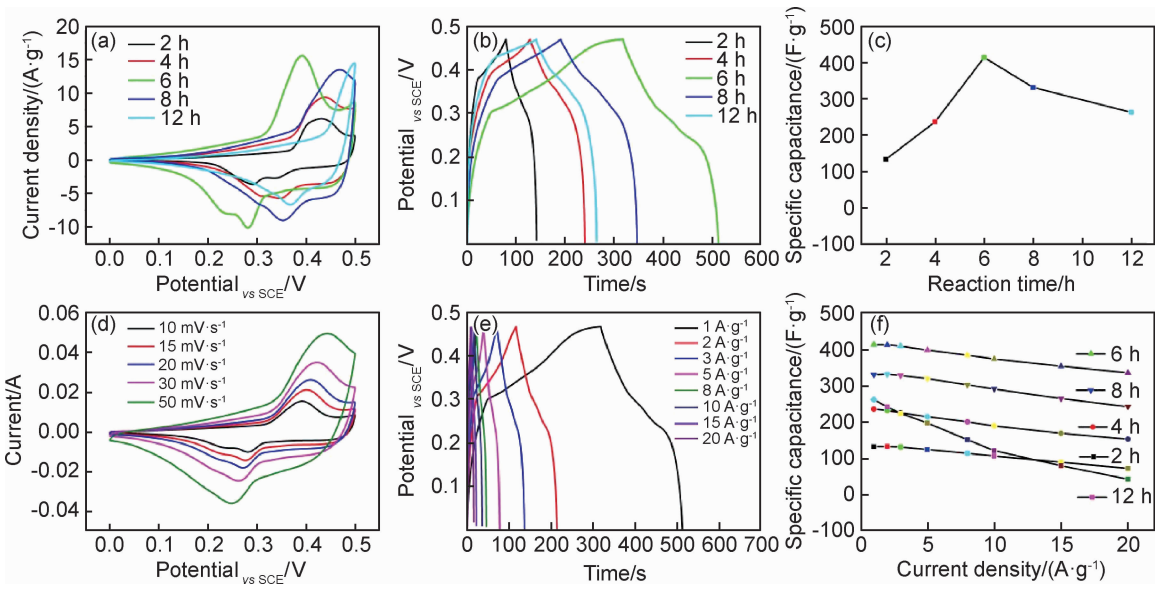 (a)
2 h
4 h
6 h
8 h
12 h
20
15
10
5
0
-5
-10
Current density/(A·g⁻¹)
0.0 0.1 0.2 0.3 0.4 0.5
Potential vs SCE/V
(b)
2 h
4 h
6 h
8 h
12 h
0.5
0.4
0.3
0.2
0.1
Potential vs SCE/V
0 100 200 300 400 500 600
Time/s
(c)
500
400
300
200
100
0
-100
Specific capacitance/(F·g⁻¹)
2 4 6 8 10 12
Reaction time/h
(d)
10 mV·s⁻¹
15 mV·s⁻¹
20 mV·s⁻¹
30 mV·s⁻¹
50 mV·s⁻¹
0.06
0.04
0.02
0.00
-0.02
-0.04
Current/A
0.0 0.1 0.2 0.3 0.4 0.5
Potential vs SCE/V
(e)
1 A·g⁻¹
2 A·g⁻¹
3 A·g⁻¹
5 A·g⁻¹
8 A·g⁻¹
10 A·g⁻¹
15 A·g⁻¹
20 A·g⁻¹
0.5
0.4
0.3
0.2
0.1
Potential vs SCE/V
0 100 200 300 400 500 600 700
Time/s
(f)
6 h
8 h
4 h
2 h
12 h
500
400
300
200
100
0
-100
Specific capacitance/(F·g⁻¹)
0 5 10 15 20
Current density/(A·g⁻¹)